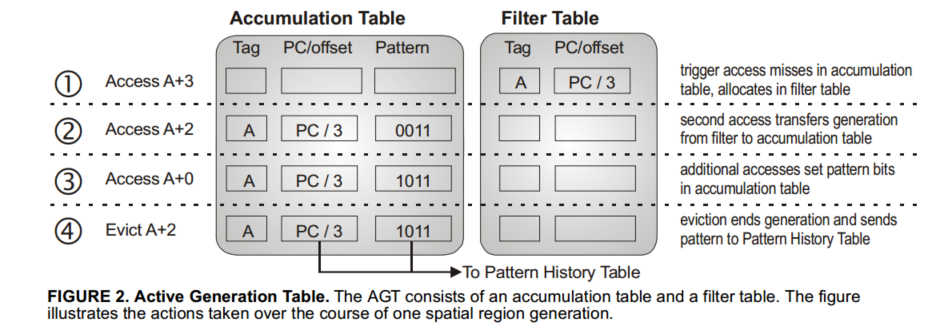 Accumulation Table Filter Table
Tag PC/offset Pattern Tag PC/offset
① Access A+3 A PC / 3 trigger access misses in accumulation
table, allocates in filter table
② Access A+2 A PC / 3 0011 second access transfers generation
from filter to accumulation table
③ Access A+0 A PC / 3 1011 additional accesses set pattern bits
in accumulation table
④ Evict A+2 A PC / 3 1011 eviction ends generation and sends
pattern to Pattern History Table
To Pattern History Table
FIGURE 2. Active Generation Table. The AGT consists of an accumulation table and a filter table. The figure
illustrates the actions taken over the course of one spatial region generation.